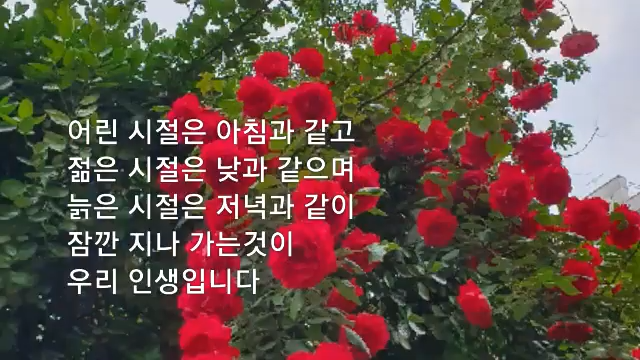 어린 시절은 아침과 같고
젊은 시절은 낮과 같으며
늙은 시절은 저녁과 같이
잠깐 지나 가는것이
우리 인생입니다